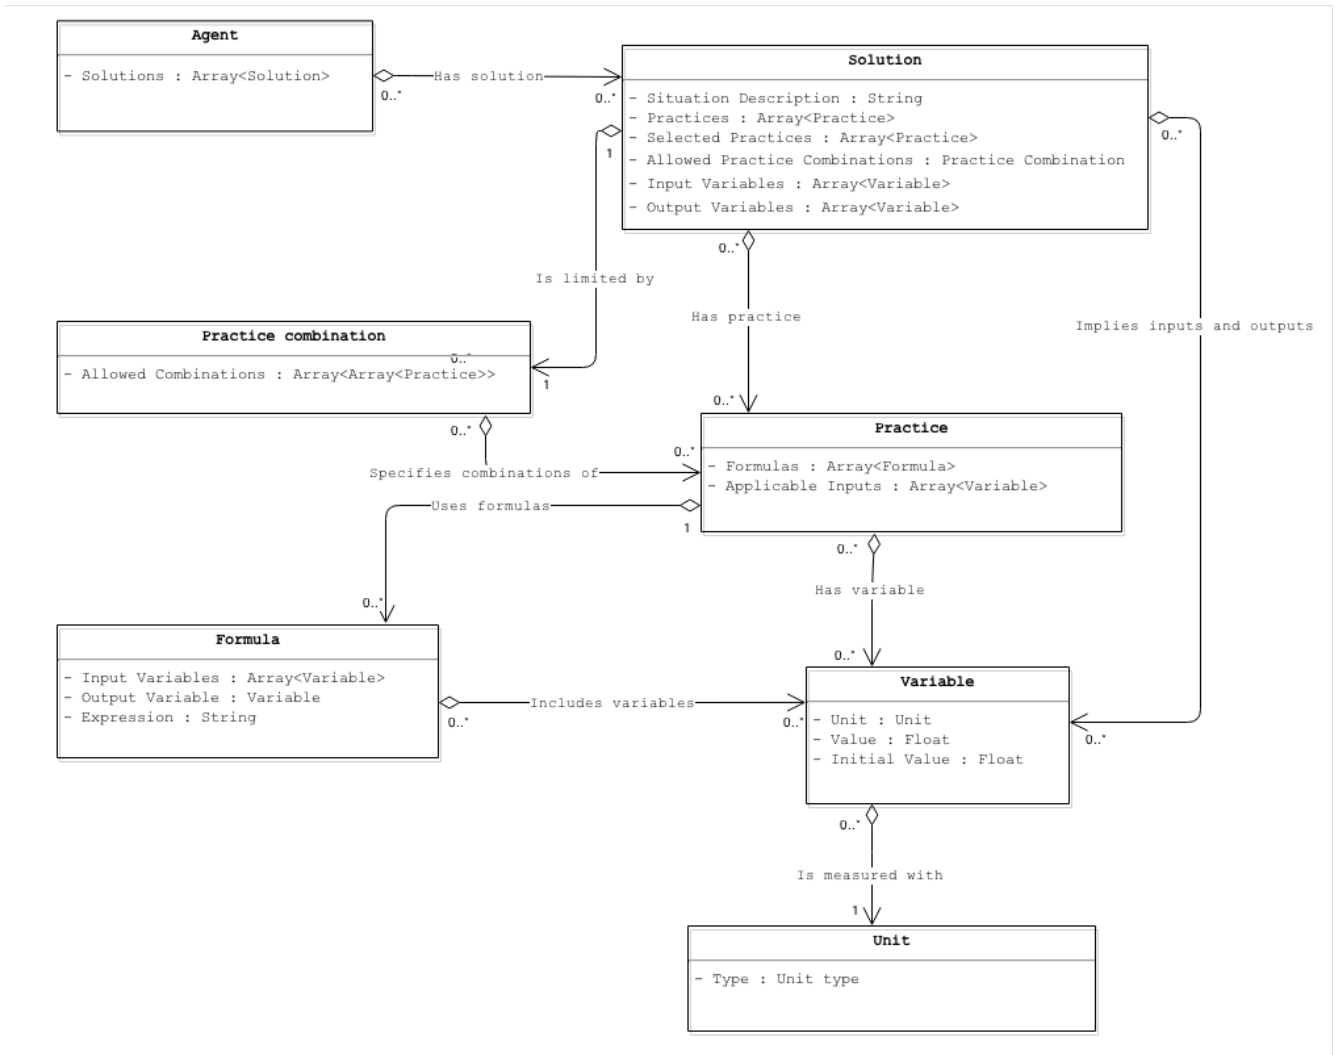 Agent
- Solutions : Array<Solution>
0..*
Has solution
0..*
Solution
- Situation Description : String
- Practices : Array<Practice>
- Selected Practices : Array<Practice>
- Allowed Practice Combinations : Practice Combination
- Input Variables : Array<Variable>
- Output Variables : Array<Variable>
0..*
1
0..*
Is limited by
Has practice
Implies inputs and outputs
Practice combination
0..*
- Allowed Combinations : Array<Array<Practice>>
1
0..*
0..*
Specifies combinations of
0..*
Practice
- Formulas : Array<Formula>
- Applicable Inputs : Array<Variable>
Uses formulas
1
0..*
Has variable
0..*
0..*
Formula
- Input Variables : Array<Variable>
- Output Variable : Variable
- Expression : String
0..*
Includes variables
0..*
Variable
- Unit : Unit
- Value : Float
- Initial Value : Float
0..*
0..*
Is measured with
1
Unit
- Type : Unit type